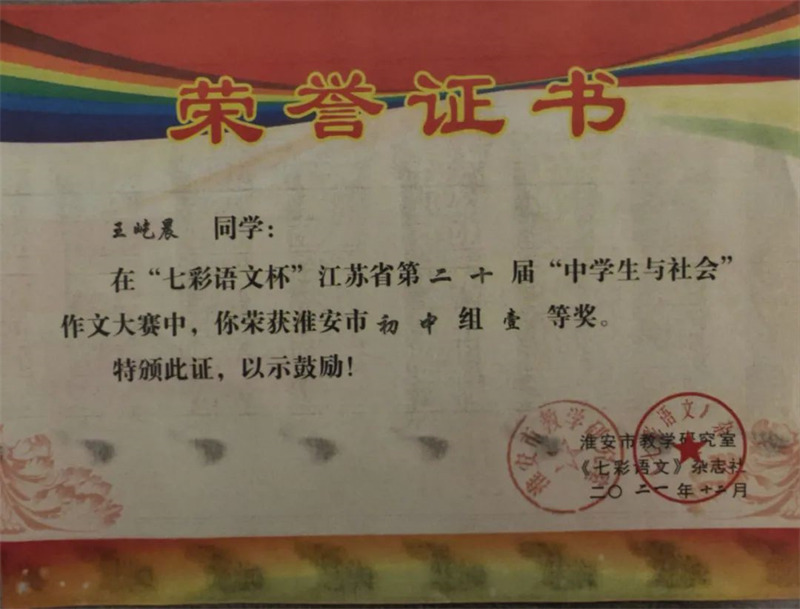 荣誉证书
王屹晨 同学：
在“七彩语文杯”江苏省第二十届“中学生与社会”
作文大赛中，你荣获淮安市初中组壹等奖。
特颁此证，以示鼓励！
淮安市教学研究室
《七彩语文》杂志社
二〇二一年十二月